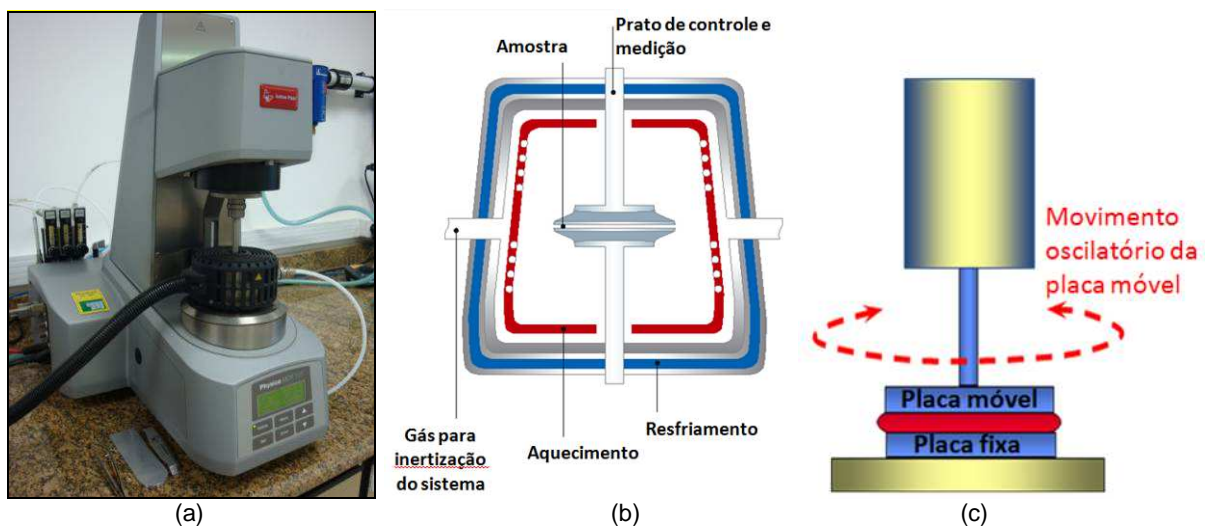 Physica
Amostra
Prato de controle e
medição
Gás para
inertização
do sistema
Aquecimento
Resfriamento
Movimento
oscilatório da
placa móvel
Placa móvel
Placa fixa
(a)
(b)
(c)